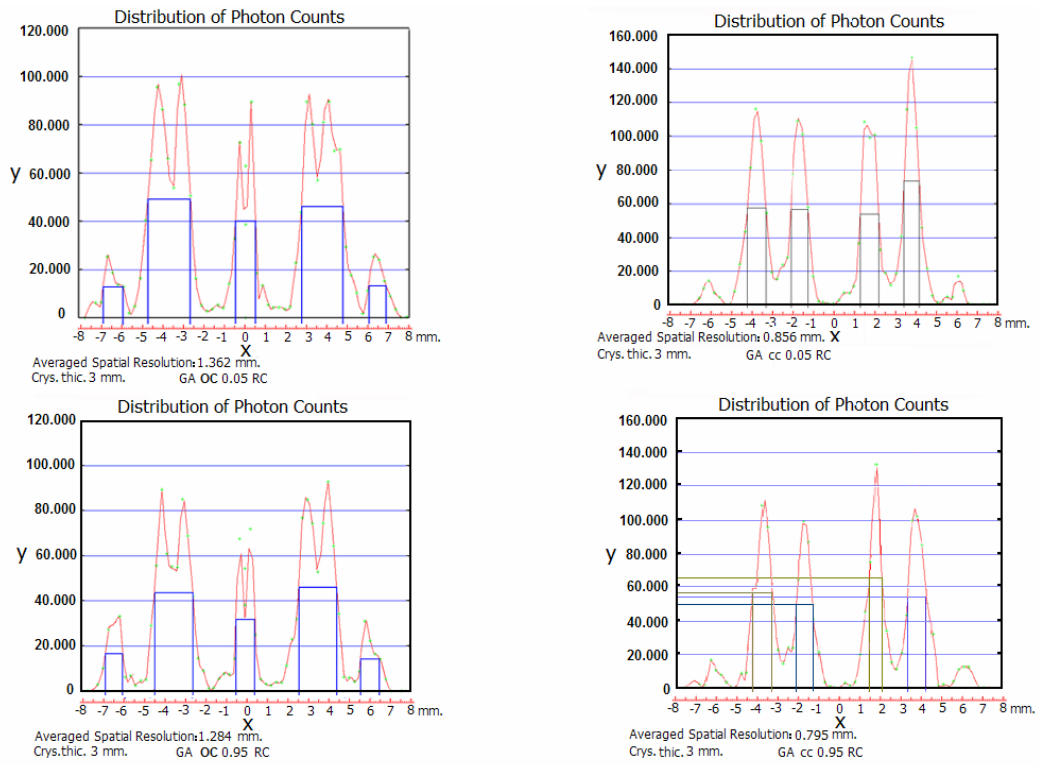 Distribution of Photon Counts
120.000
100.000
80.000
y
60.000
40.000
20.000
0
-8 -7 -6 -5 -4 -3 -2 -1 0 1 2 3 4 5 6 7 8 mm.
X
Averaged Spatial Resolution:1.362 mm.
Crys. thic. 3 mm. GA OC 0.05 RC
Distribution of Photon Counts
160.000
140.000
120.000
100.000
y
80.000
60.000
40.000
20.000
0
-8 -7 -6 -5 -4 -3 -2 -1 0 1 2 3 4 5 6 7 8 mm.
Averaged Spatial Resolution:0.856 mm. X
Crys. thic. 3 mm. GA cc 0.05 RC
Distribution of Photon Counts
120.000
100.000
80.000
y
60.000
40.000
20.000
0
-8 -7 -6 -5 -4 -3 -2 -1 0 1 2 3 4 5 6 7 8 mm.
X
Averaged Spatial Resolution:1.284 mm.
Crys.thic. 3 mm. GA OC 0.95 RC
Distribution of Photon Counts
160.000
140.000
120.000
100.000
y
80.000
60.000
40.000
20.000
0
-8 -7 -6 -5 -4 -3 -2 -1 0 1 2 3 4 5 6 7 8 mm.
X
Averaged Spatial Resolution:0.795 mm.
Crys. thic. 3 mm. GA cc 0.95 RC